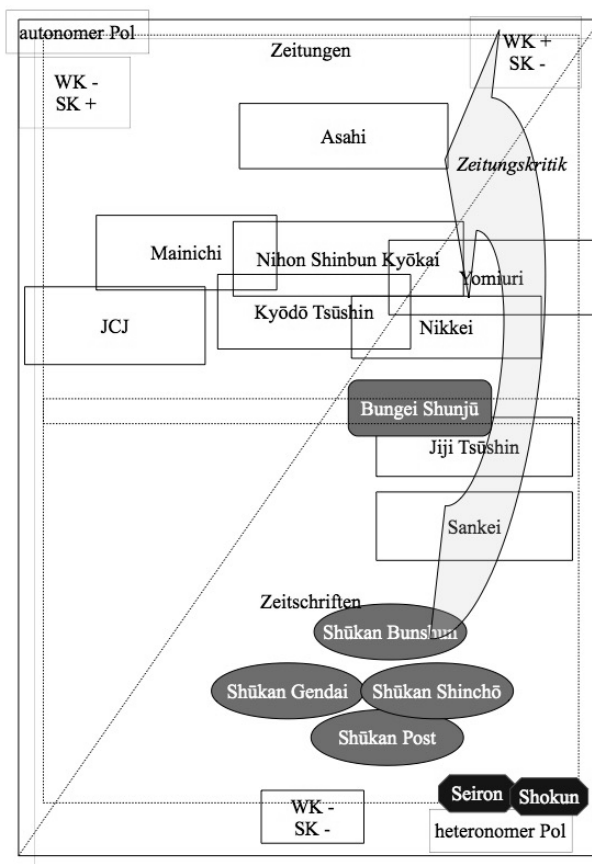 autonomer Pol
WK +
SK -
Zeitungen
WK -
SK +
Asahi
Zeitungskritik
Mainichi
Nihon Shinbun Kyōkai
Yomiuri
Kyōdō Tsūshin
JCJ
Nikkei
Bungei Shunjū
Jiji Tsūshin
Sankei
Zeitschriften
Shūkan Bunshun
Shūkan Gendai
Shūkan Shinchō
Shūkan Post
Seiron
Shokun
WK -
SK -
heteronomer Pol